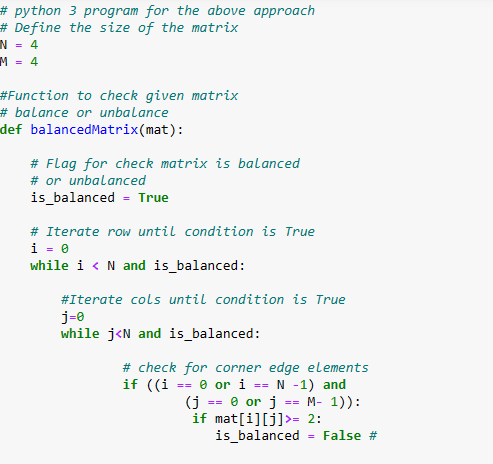 # python 3 program for the above approach
# Define the size of the matrix
N = 4
M = 4
#Function to check given matrix
# balance or unbalance
def balancedMatrix(mat):
# Flag for check matrix is balanced
# or unbalanced
is_balanced = True
# Iterate row until condition is True
i = 0
while i < N and is_balanced:
#Iterate cols until condition is True
j=0
while j<N and is_balanced:
# check for corner edge elements
if ((i == 0 or i == N -1) and
(j == 0 or j == M- 1)):
if mat[i][j]>= 2:
is_balanced = False #